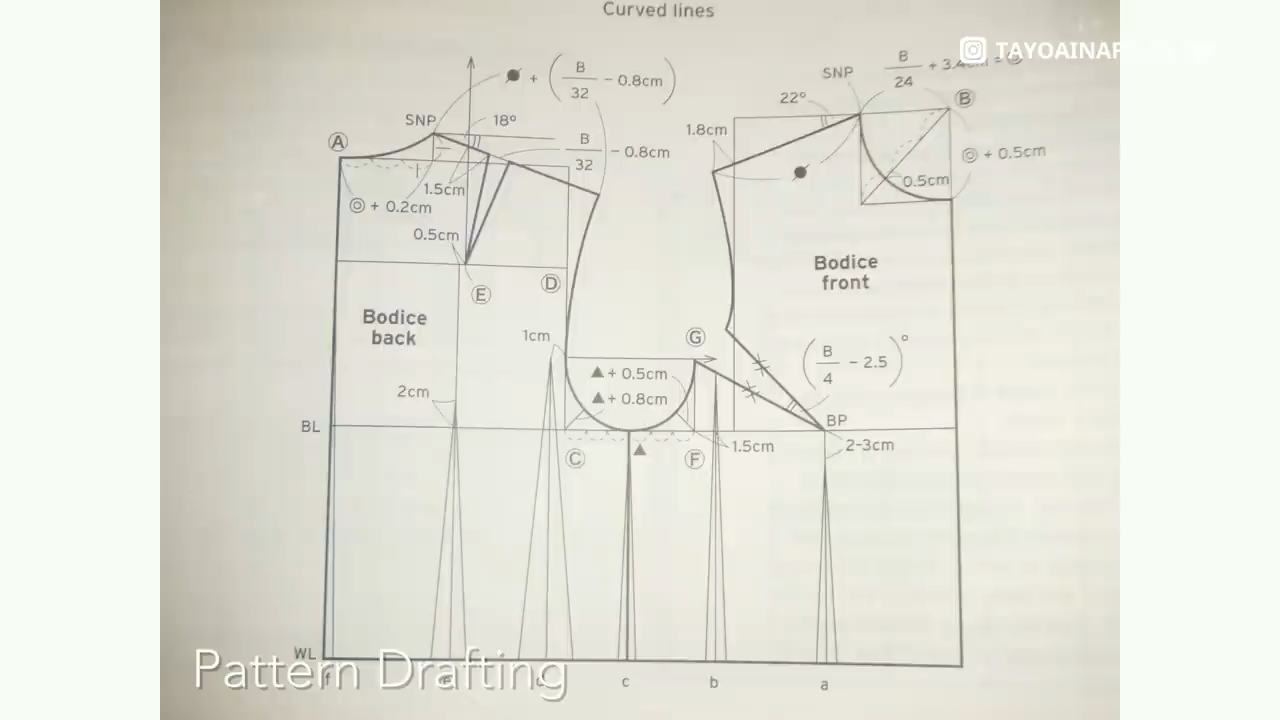 Curved lines
TAYOAINA
● + ( B/32 − 0.8cm )
B/24 + 3.4cm = ◎
SNP
22°
B
A
SNP
18°
1.8cm
B/32 − 0.8cm
◎ + 0.5cm
1.5cm
0.5cm
◎ + 0.2cm
0.5cm
Bodice
front
E
D
Bodice
back
1cm
G
( B/4 − 2.5 )°
▲ + 0.5cm
▲ + 0.8cm
2cm
BL
BP
1.5cm
2-3cm
C
▲
F
WL
Pattern Drafting
f
c
b
a